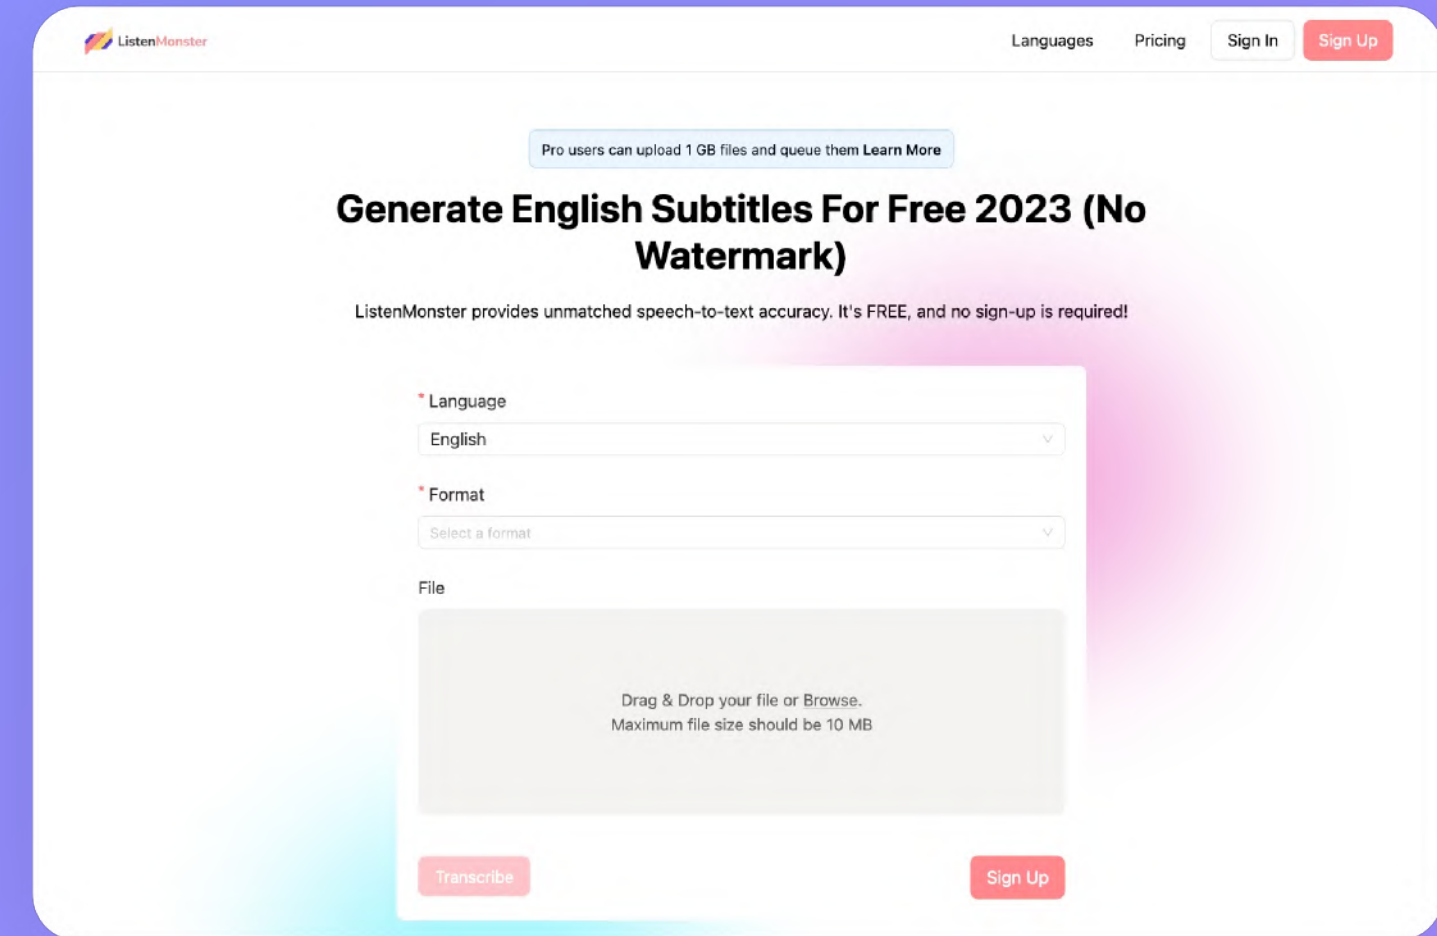 ListenMonster
Languages
Pricing
Sign In
Sign Up
Pro users can upload 1 GB files and queue them Learn More
Generate English Subtitles For Free 2023 (No
Watermark)
ListenMonster provides unmatched speech-to-text accuracy. It's FREE, and no sign-up is required!
* Language
English
* Format
Select a format
File
Drag & Drop your file or Browse.
Maximum file size should be 10 MB
Transcribe
Sign Up